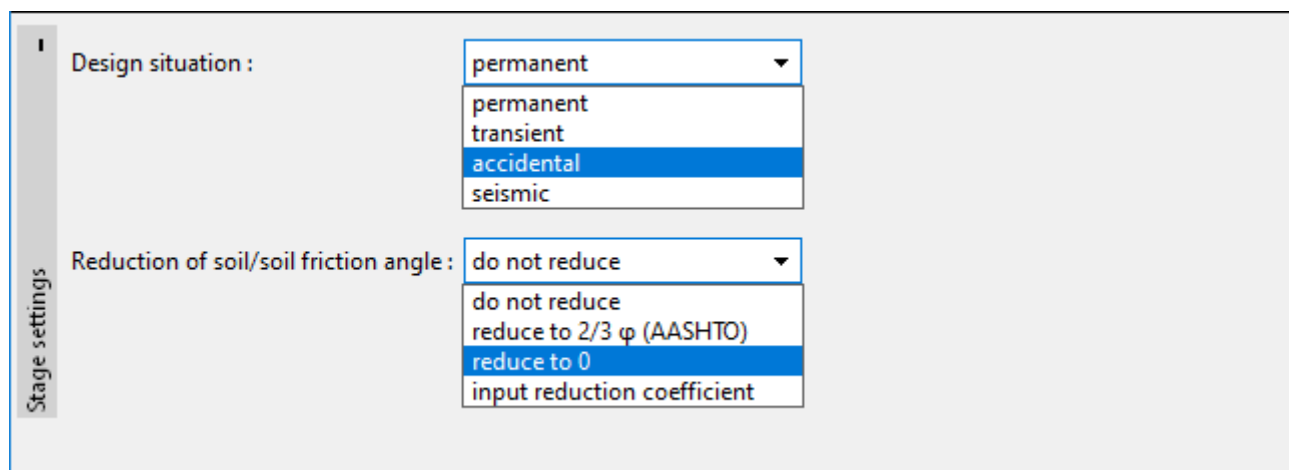 Stage settings
Design situation :
permanent
permanent
transient
accidental
seismic
Reduction of soil/soil friction angle :
do not reduce
do not reduce
reduce to 2/3 φ (AASHTO)
reduce to 0
input reduction coefficient